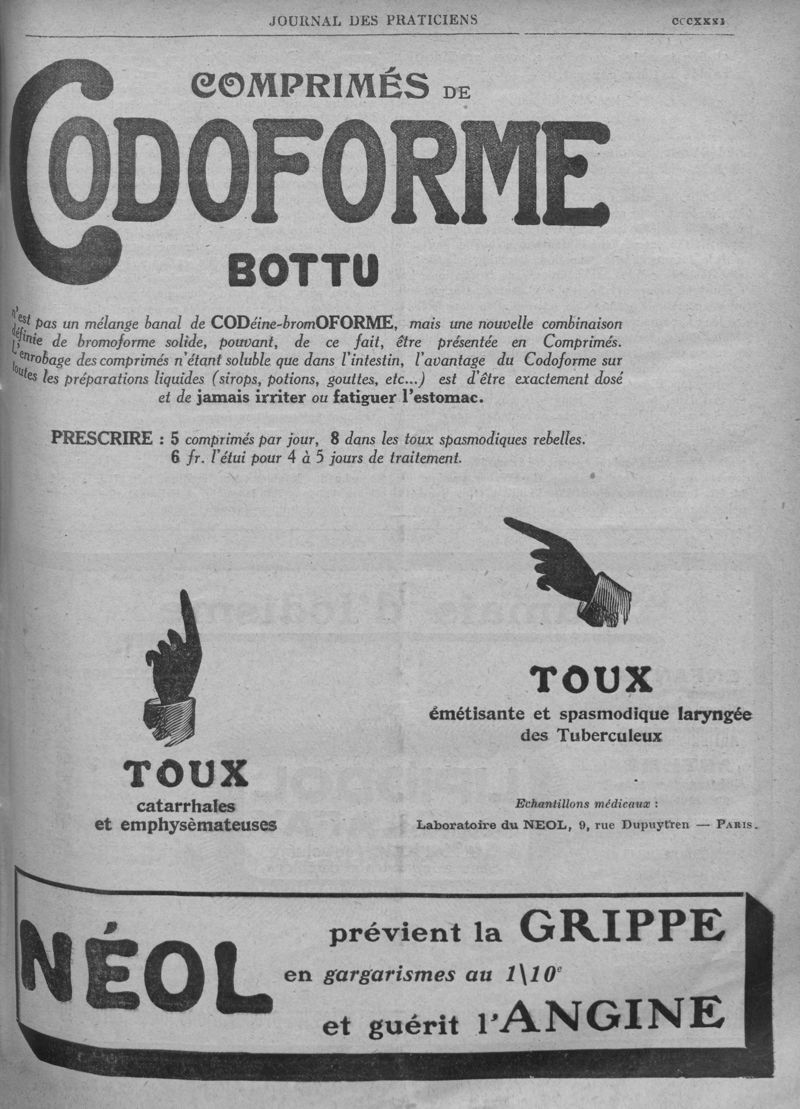 JOURNAL DES PRATICIENS
CCCXXXI
COMPRIMÉS DE
CODOFORME
BOTTU
n'est pas un mélange banal de CODéine-bromOFORME, mais une nouvelle combinaison
définie de bromoforme solide, pouvant, de ce fait, être présentée en Comprimés.
L'enrobage des comprimés n'étant soluble que dans l'intestin, l'avantage du Codoforme sur
toutes les préparations liquides (sirops, potions, gouttes, etc...) est d'être exactement dosé
et de jamais irriter ou fatiguer l'estomac.
PRESCRIRE : 5 comprimés par jour, 8 dans les toux spasmodiques rebelles.
6 fr. l'étui pour 4 à 5 jours de traitement.
TOUX
catarrhales
et emphysèmateuses
TOUX
émétisante et spasmodique laryngée
des Tuberculeux
Echantillons médicaux :
Laboratoire du NEOL, 9, rue Dupuytren — PARIS.
NÉOL
prévient la GRIPPE
en gargarismes au 1\10e
et guérit l'ANGINE